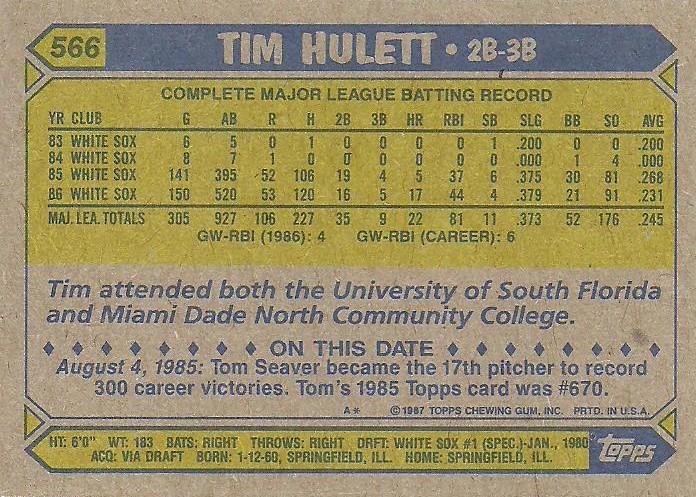 566 TIM HULETT • 2B-3B
COMPLETE MAJOR LEAGUE BATTING RECORD
YR CLUB G AB R H 2B 3B HR RBI SB SLG BB SO AVG
83 WHITE SOX 6 5 0 1 0 0 0 0 1 .200 0 0 .200
84 WHITE SOX 8 7 1 0 0 0 0 0 0 .000 1 4 .000
85 WHITE SOX 141 395 52 106 19 4 5 37 6 .375 30 81 .268
86 WHITE SOX 150 520 53 120 16 5 17 44 4 .379 21 91 .231
MAJ. LEA. TOTALS 305 927 106 227 35 9 22 81 11 .373 52 176 .245
GW-RBI (1986): 4 GW-RBI (CAREER): 6
Tim attended both the University of South Florida
and Miami Dade North Community College.
♦ ♦ ♦ ♦ ♦ ♦ ♦ ♦ ON THIS DATE ♦ ♦ ♦ ♦ ♦ ♦ ♦ ♦
August 4, 1985: Tom Seaver became the 17th pitcher to record
300 career victories. Tom's 1985 Topps card was #670.
A* ©1987 TOPPS CHEWING GUM, INC. PRTD. IN U.S.A.
HT: 6'0" WT: 183 BATS: RIGHT THROWS: RIGHT DRFT: WHITE SOX #1 (SPEC.)-JAN., 1980
ACQ: VIA DRAFT BORN: 1-12-60, SPRINGFIELD, ILL. HOME: SPRINGFIELD, ILL.
Topps